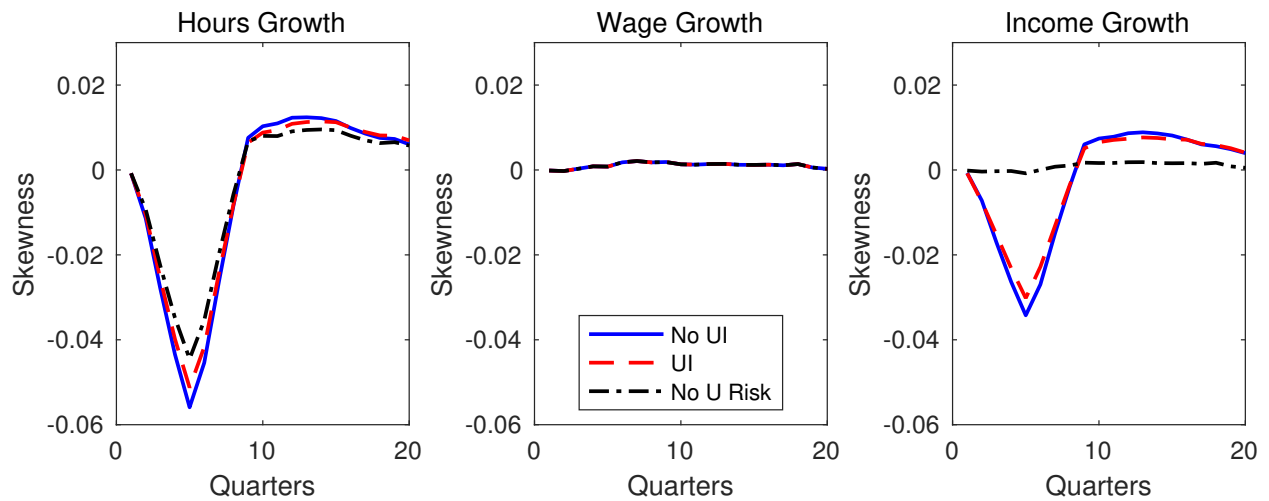 Hours Growth
Skewness
0.02
0
-0.02
-0.04
-0.06
0
10
20
Quarters
Wage Growth
Skewness
0.02
0
-0.02
-0.04
-0.06
0
10
20
Quarters
No UI
UI
No U Risk
Income Growth
Skewness
0.02
0
-0.02
-0.04
-0.06
0
10
20
Quarters